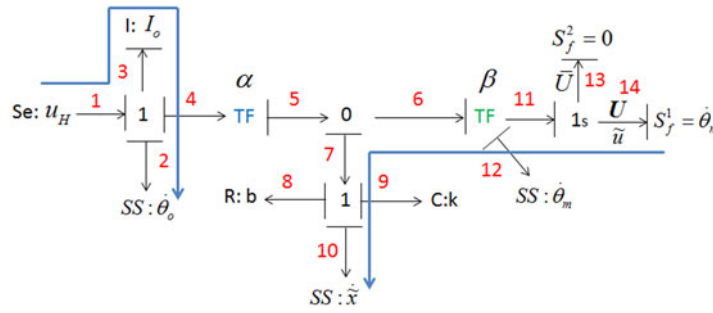 I: I_o
S_f^2 = 0
3
α
β
Ū 13 14
Se: u_H 1 1 4 TF 5 0 6 TF 11 1s U ũ S_f^1 = θ̇
2
7
12
SS : θ̇_o
R: b 8 1 9 C:k
SS : θ̇_m
10
SS : x̃̇